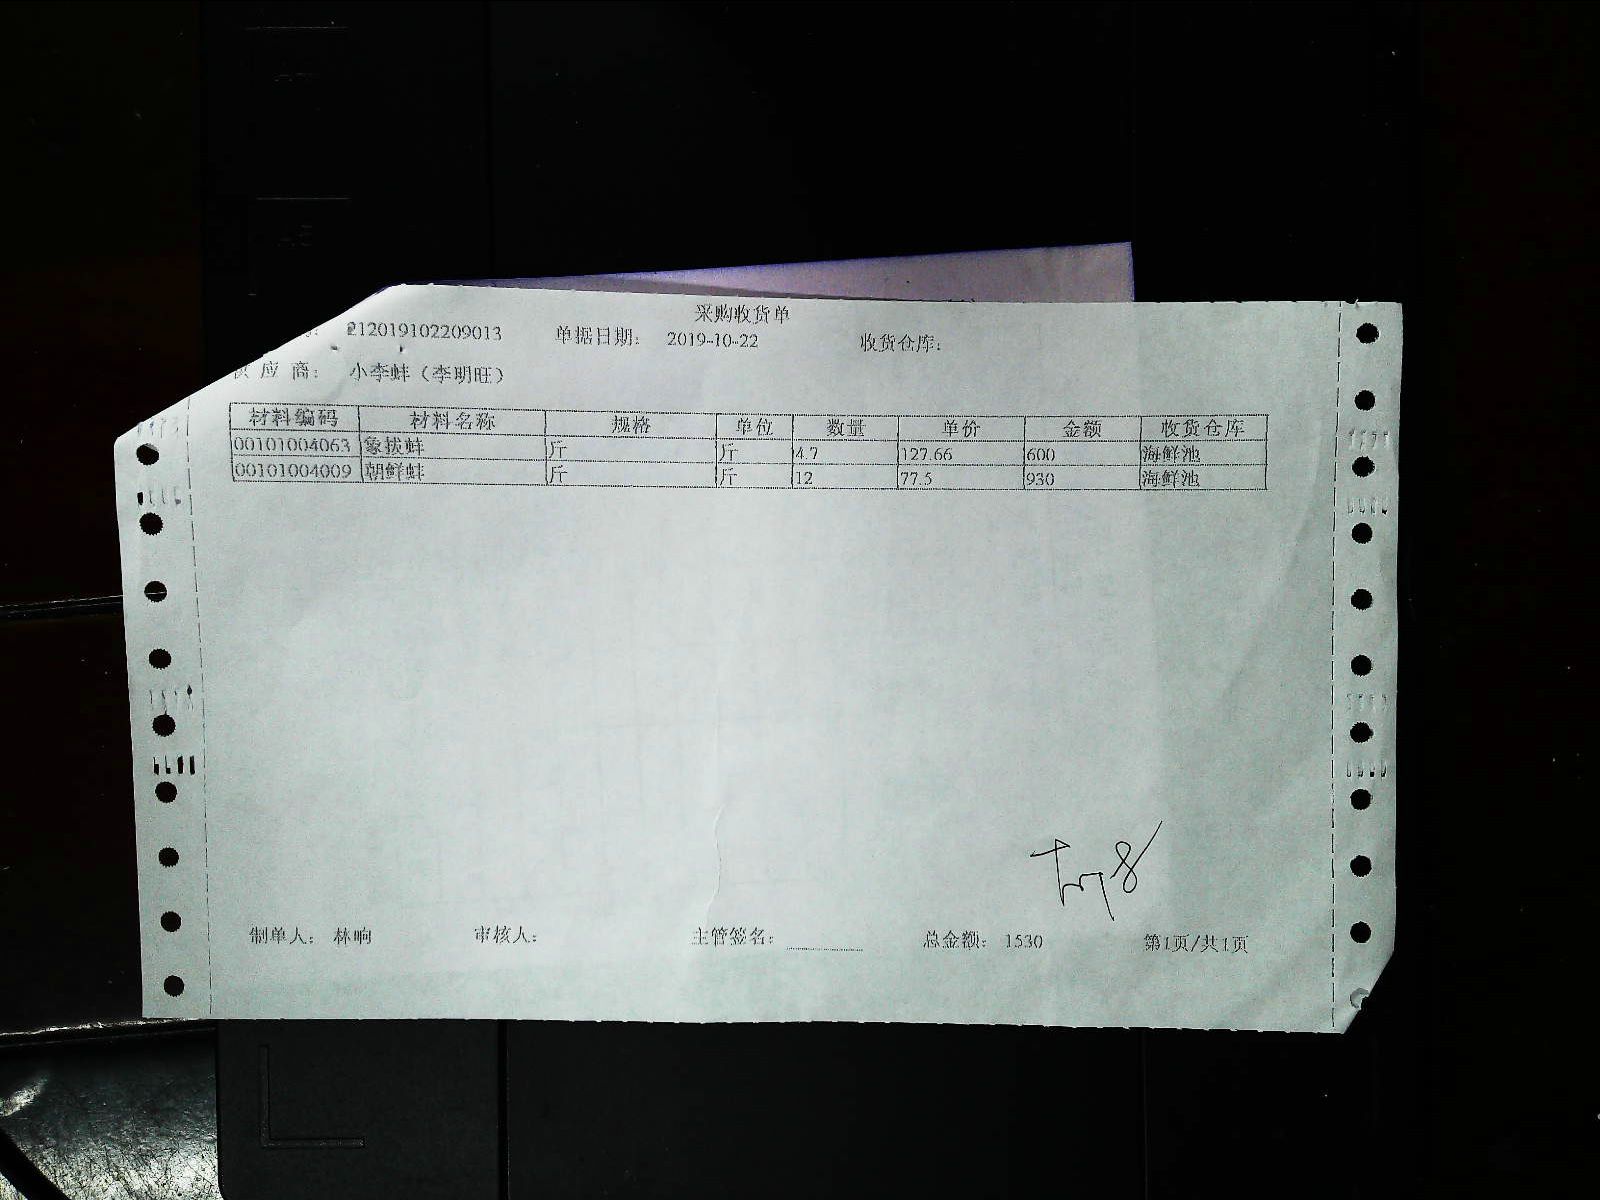 采购收货单
212019102209013 单据日期: 2019-10-22 收货仓库:
供应商: 小李蚌（李明旺）
材料编码 材料名称 规格 单位 数量 单价 金额 收货仓库
00101004063 象拔蚌 斤 斤 4.7 127.66 600 海鲜池
00101004009 朝鲜蚌 斤 斤 12 77.5 930 海鲜池
制单人: 林响 审核人: 主管签名: 总金额: 1530 第1页/共1页